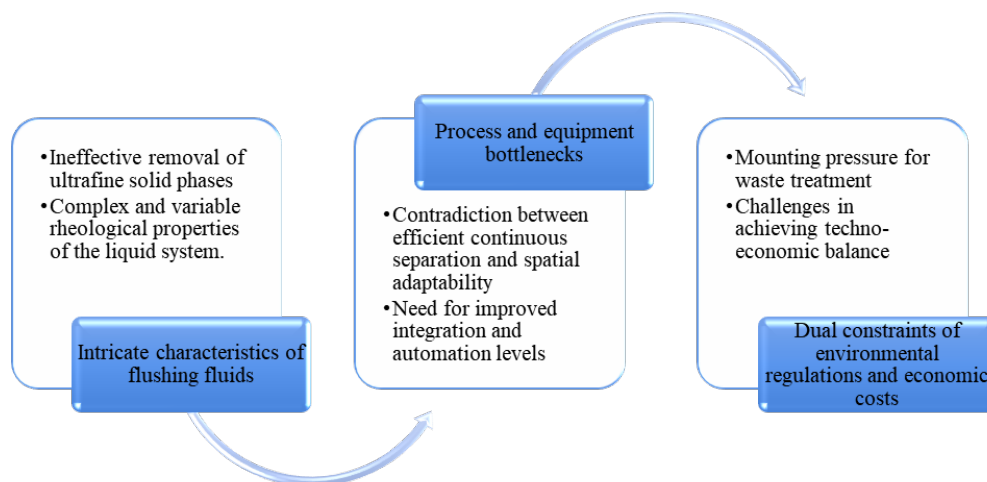 •Ineffective removal of
ultrafine solid phases
•Complex and variable
rheological properties
of the liquid system.
Intricate characteristics of
flushing fluids
Process and equipment
bottlenecks
•Contradiction between
efficient continuous
separation and spatial
adaptability
•Need for improved
integration and
automation levels
•Mounting pressure for
waste treatment
•Challenges in
achieving techno-
economic balance
Dual constraints of
environmental
regulations and economic
costs